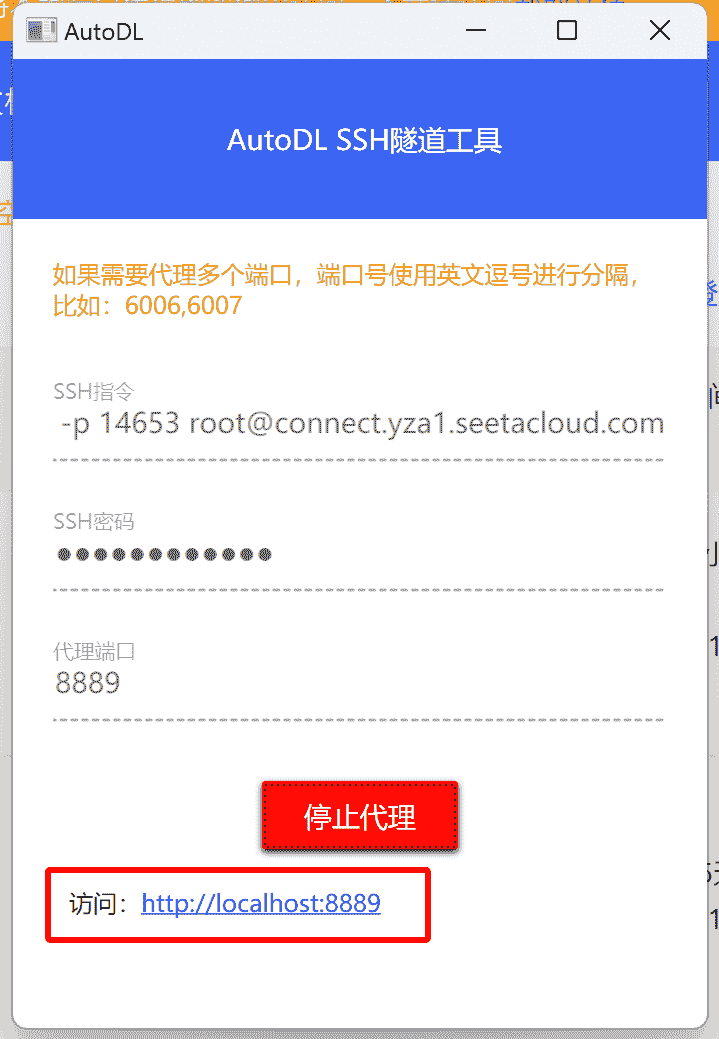 AutoDL
AutoDL SSH隧道工具
如果需要代理多个端口，端口号使用英文逗号进行分隔，
比如：6006,6007
SSH指令
-p 14653 root@connect.yza1.seetacloud.com
SSH密码
●●●●●●●●●●●●
代理端口
8889
停止代理
访问：http://localhost:8889